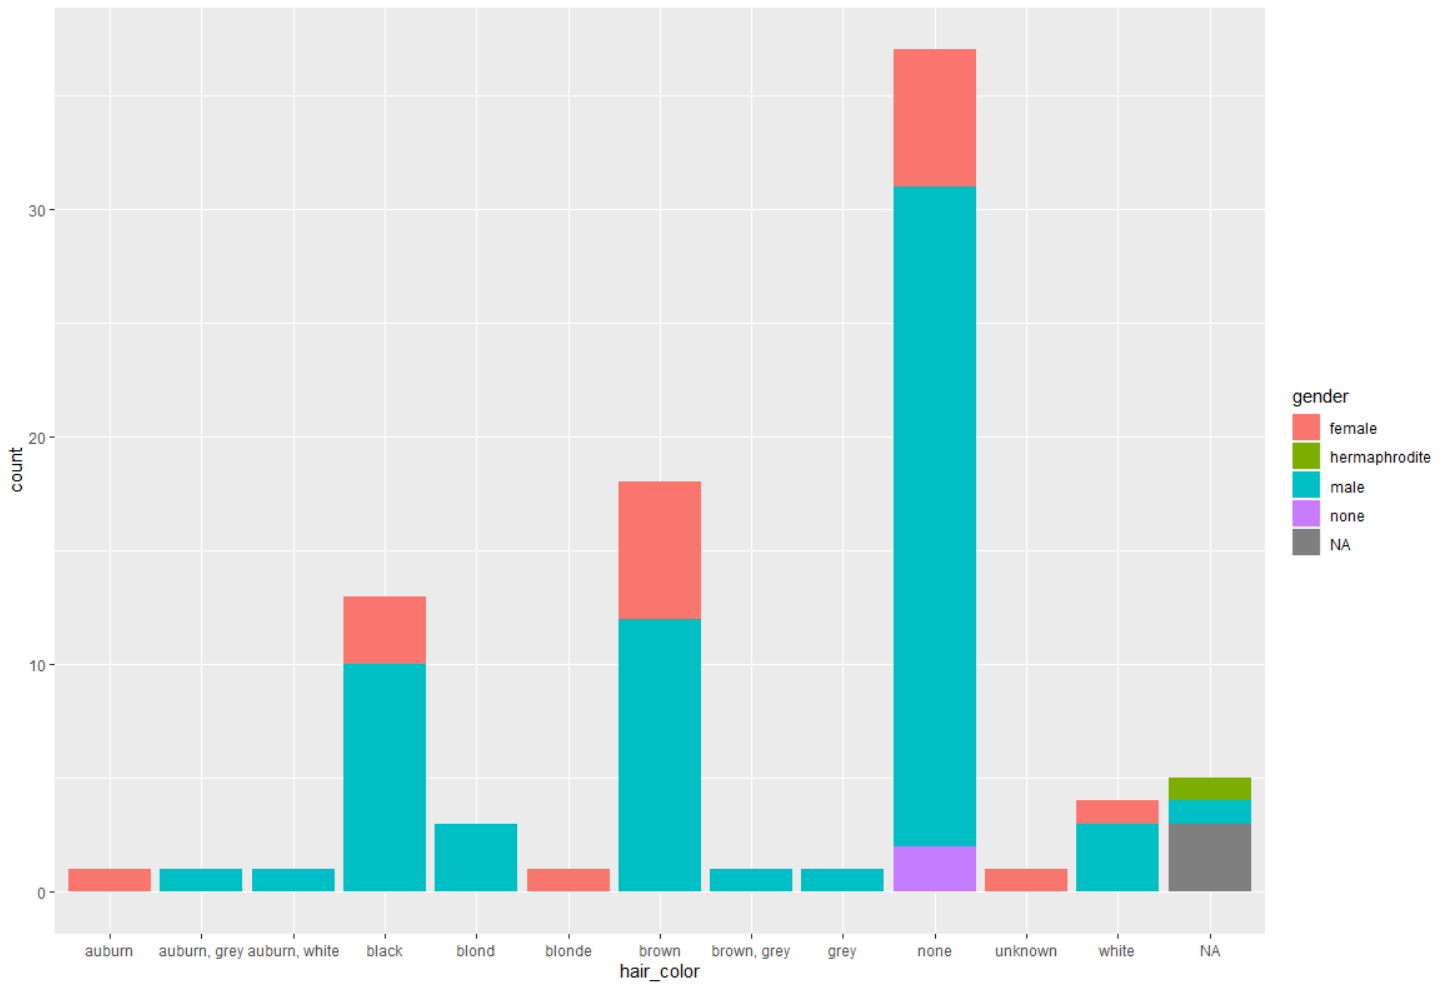 30
20
10
0
count
auburn
auburn, grey
auburn, white
black
blond
blonde
brown
brown, grey
grey
none
unknown
white
NA
hair_color
gender
female
hermaphrodite
male
none
NA